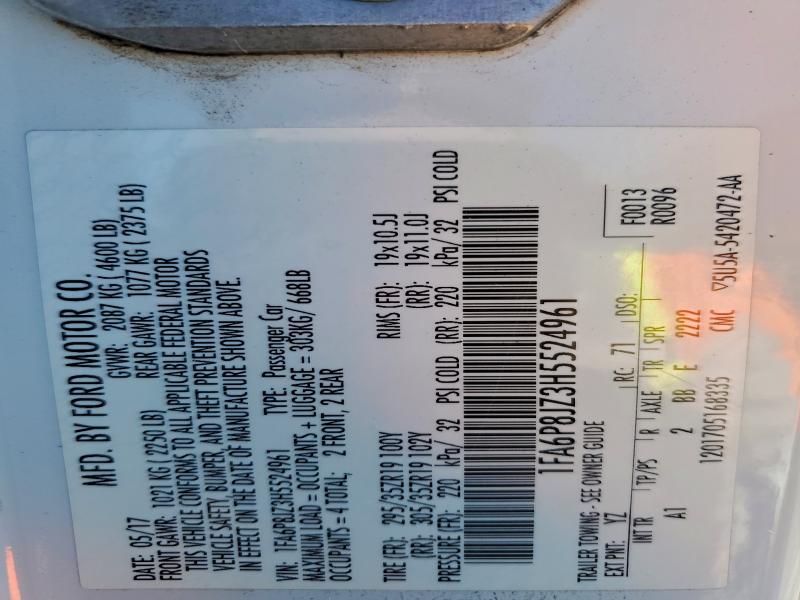 MFD. BY FORD MOTOR CO.
DATE: 05/17 GVWR: 2087 KG ( 4600 LB)
FRONT GAWR: 1021 KG ( 2250 LB) REAR GAWR: 1077 KG ( 2375 LB)
THIS VEHICLE CONFORMS TO ALL APPLICABLE FEDERAL MOTOR
VEHICLE SAFETY, BUMPER, AND THEFT PREVENTION STANDARDS
IN EFFECT ON THE DATE OF MANUFACTURE SHOWN ABOVE.
VIN: 1FA6P8JZ3H5524961 TYPE: Passenger Car
MAXIMUM LOAD = OCCUPANTS + LUGGAGE = 303KG/ 668LB
OCCUPANTS = 4 TOTAL; 2 FRONT, 2 REAR
TIRE (FR): 295/35ZR19 100Y RIMS (FR): 19x10.5J
(RR): 305/35ZR19 102Y (RR): 19x11.0J
PRESSURE (FR): 220 kPa/ 32 PSI COLD (RR): 220 kPa/ 32 PSI COLD
1FA6P8JZ3H5524961
TRAILER TOWNING - SEE OWNER GUIDE F0013
EXT PNT: YZ RC: 71 DSO: R0096
INT TR TP/PS R AXLE TR SPR
A1 2 BB E 2222
1201705168335 CMC ▽5U5A-5420472-AA